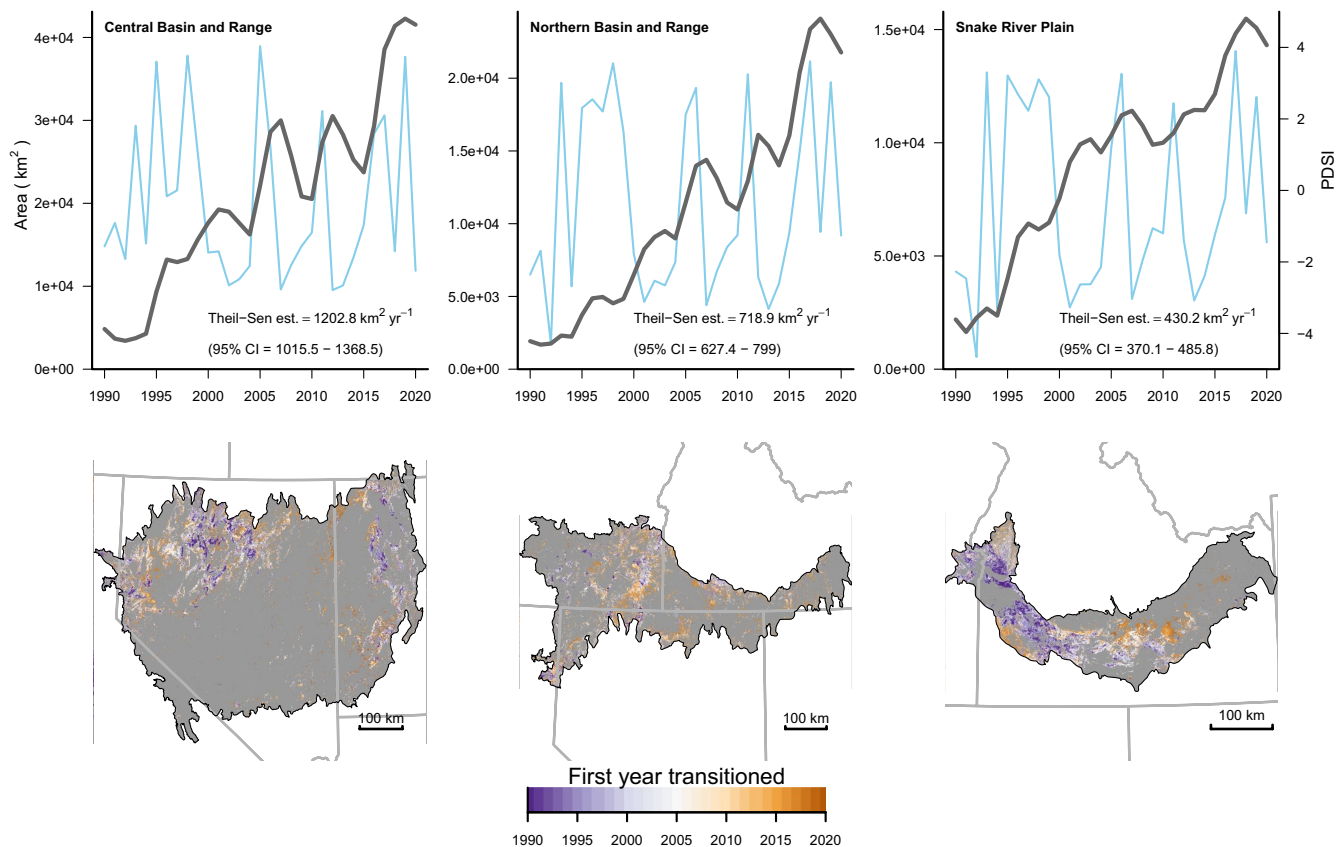 Central Basin and Range
Northern Basin and Range
Snake River Plain
Area ( km² )
4e+04
3e+04
2e+04
1e+04
0e+00
Theil−Sen est. = 1202.8 km² yr⁻¹
(95% CI = 1015.5 − 1368.5)
1990 1995 2000 2005 2010 2015 2020
2.0e+04
1.5e+04
1.0e+04
5.0e+03
0.0e+00
Theil−Sen est. = 718.9 km² yr⁻¹
(95% CI = 627.4 − 799)
1990 1995 2000 2005 2010 2015 2020
1.5e+04
1.0e+04
5.0e+03
0.0e+00
Theil−Sen est. = 430.2 km² yr⁻¹
(95% CI = 370.1 − 485.8)
1990 1995 2000 2005 2010 2015 2020
4
2
0
−2
−4
PDSI
100 km
100 km
100 km
First year transitioned
1990 1995 2000 2005 2010 2015 2020